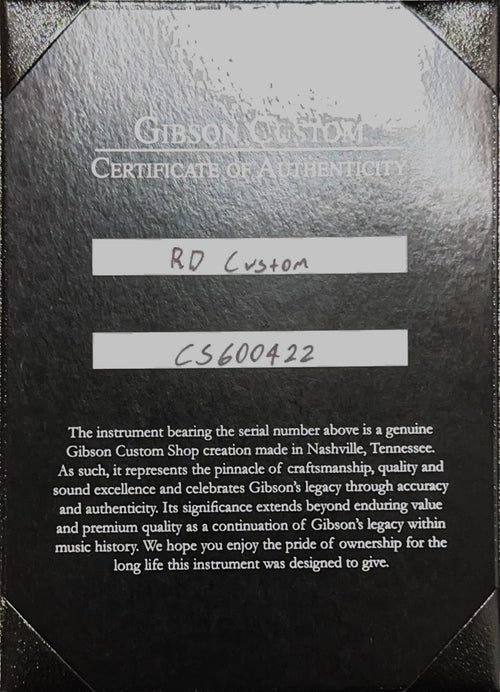 GIBSON CUSTOM
CERTIFICATE OF AUTHENTICITY
RD Custom
CS600422
The instrument bearing the serial number above is a genuine
Gibson Custom Shop creation made in Nashville, Tennessee.
As such, it represents the pinnacle of craftsmanship, quality and
sound excellence and celebrates Gibson's legacy through accuracy
and authenticity. Its significance extends beyond enduring value
and premium quality as a continuation of Gibson's legacy within
music history. We hope you enjoy the pride of ownership for the
long life this instrument was designed to give.